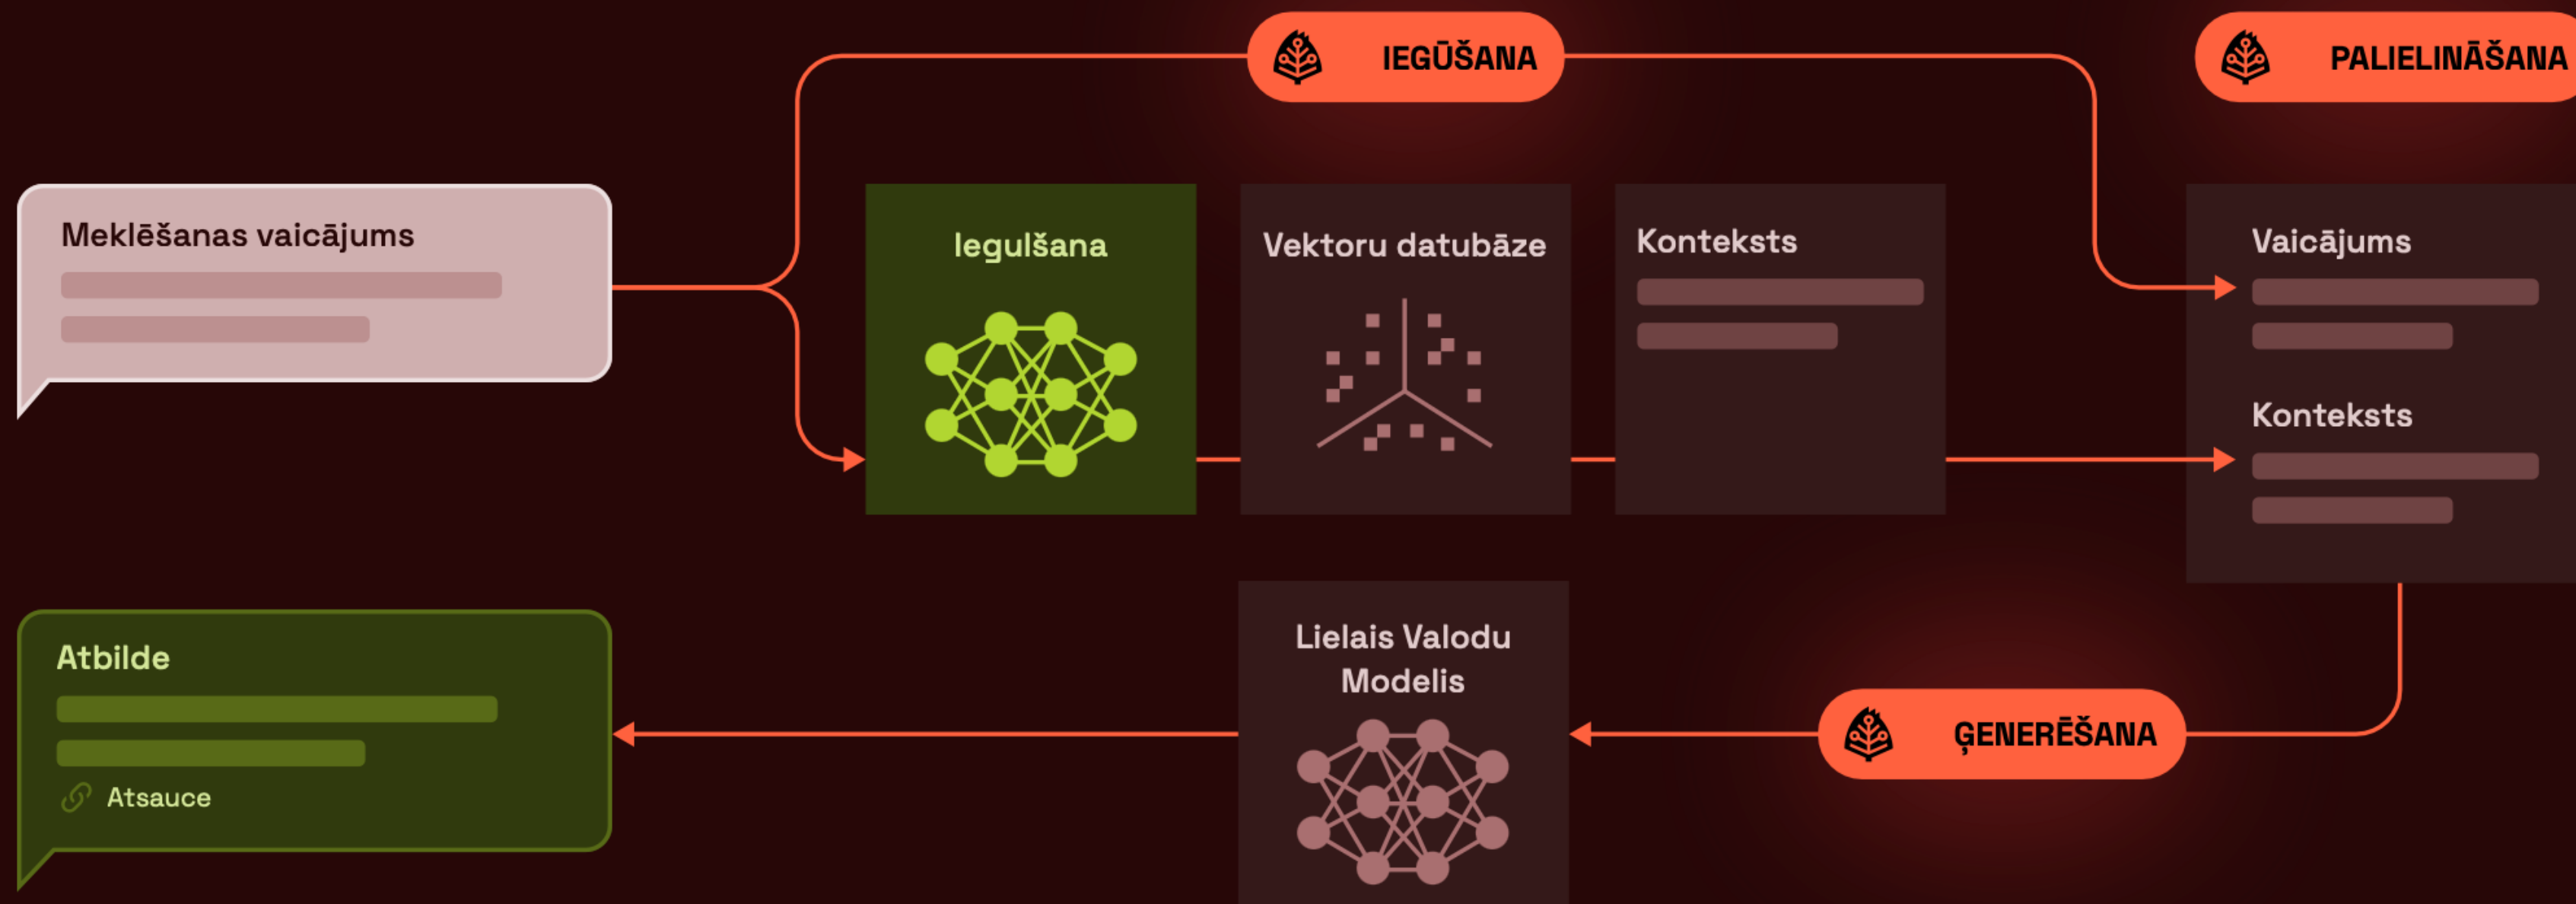 IEGŪŠANA
PALIELINĀŠANA
Meklēšanas vaicājums
Iegulšana
Vektoru datubāze
Konteksts
Vaicājums
Konteksts
Lielais Valodu
Modelis
ĢENERĒŠANA
Atbilde
Atsauce